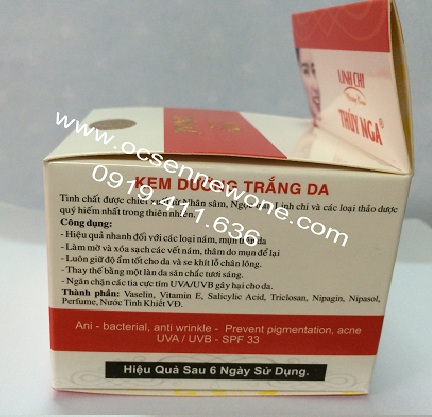 LINH CHI
THỦY NGA®
www.ocsennewone.com
0919.411.636
KEM DƯỠNG TRẮNG DA
Tinh chất được chiết xuất từ Nhân sâm, Ngọc trai, Linh chi và các loại thảo dược
quý hiếm nhất trong thiên nhiên.
Công dụng:
- Hiệu quả nhanh đối với các loại nám, mụn trên da
- Làm mờ và xóa sạch các vết nám, thâm do mụn để lại
- Luôn giữ độ ẩm tốt cho da và se khít lỗ chân lông.
- Thay thế bằng một làn da săn chắc tươi sáng.
- Ngăn chặn các tia cực tím UVA/UVB gây hại cho da.
Thành phần: Vaselin, Vitamin E, Salicylic Acid, Triclosan, Nipagin, Nipasol,
Perfume, Nước Tinh Khiết VĐ.
Ani - bacterial, anti wrinkle - Prevent pigmentation, acne
UVA / UVB - SPF 33
Hiệu Quả Sau 6 Ngày Sử Dụng.